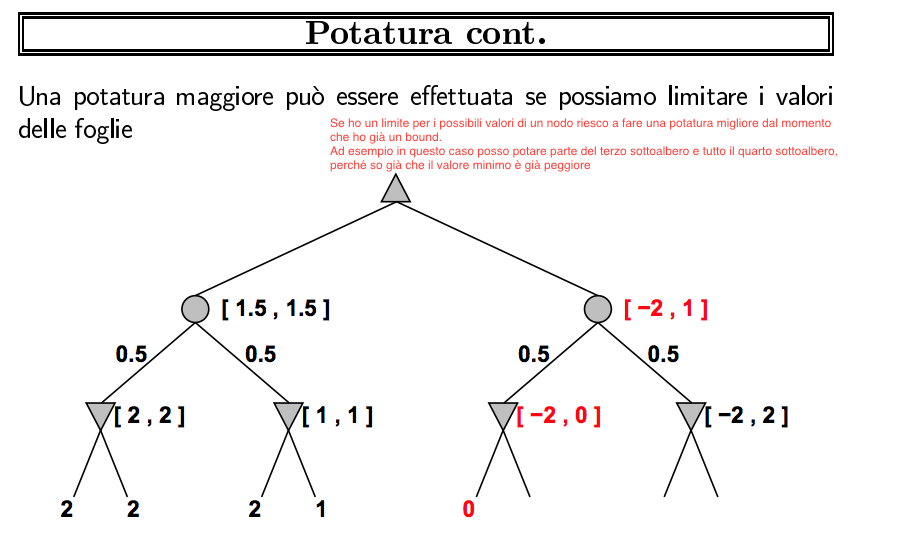 Potatura cont.
Una potatura maggiore può essere effettuata se possiamo limitare i valori
delle foglie
Se ho un limite per i possibili valori di un nodo riesco a fare una potatura migliore dal momento
che ho già un bound.
Ad esempio in questo caso posso potare parte del terzo sottoalbero e tutto il quarto sottoalbero,
perché so già che il valore minimo è già peggiore
[ 1.5 , 1.5 ] [ −2 , 1 ]
0.5 0.5 0.5 0.5
[ 2 , 2 ] [ 1 , 1 ] [ −2 , 0 ] [ −2 , 2 ]
2 2 2 1 0